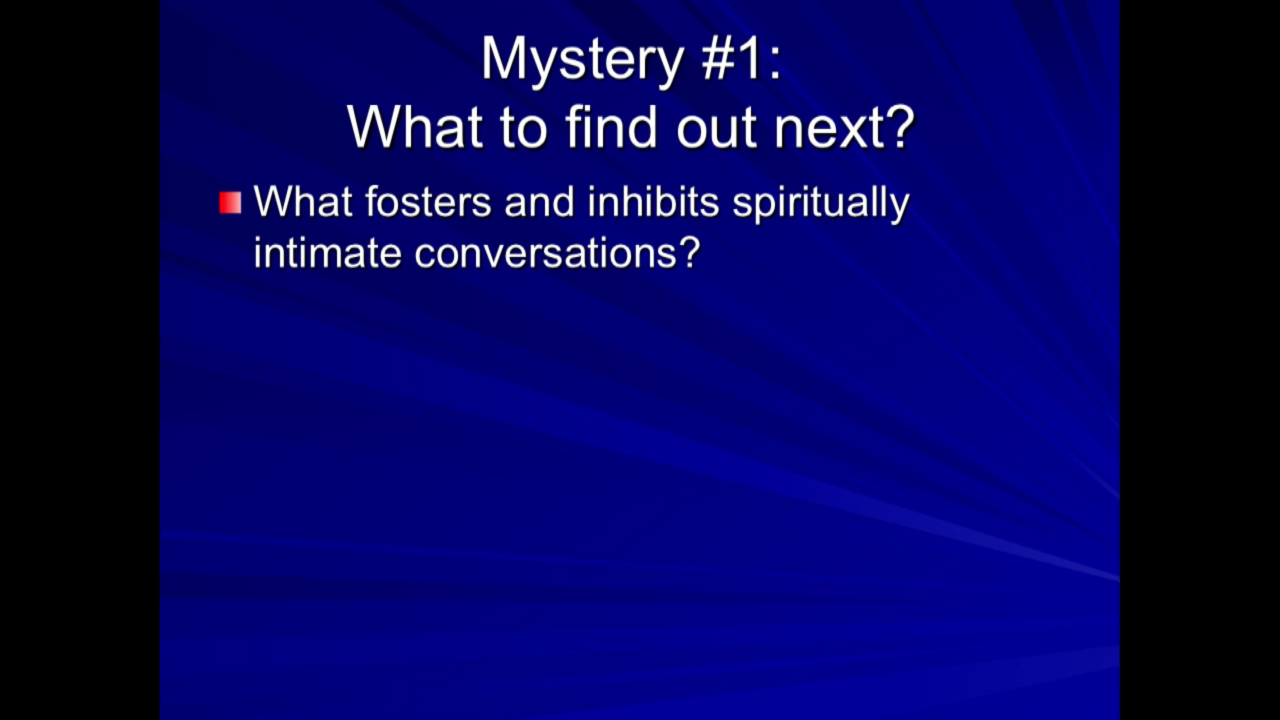 Mystery #1:
What to find out next?
What fosters and inhibits spiritually
intimate conversations?